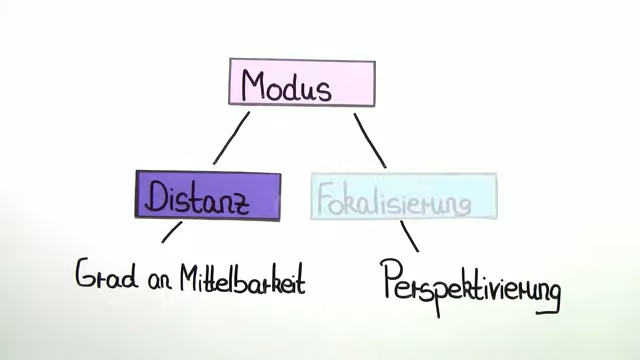 Modus
Distanz
Fokalisierung
Grad an Mittelbarkeit
Perspektivierung